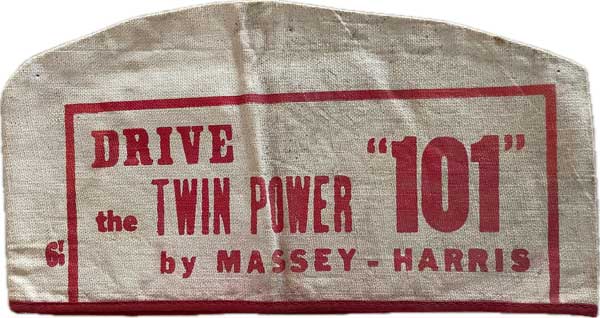 DRIVE
the TWIN POWER "101"
by MASSEY - HARRIS